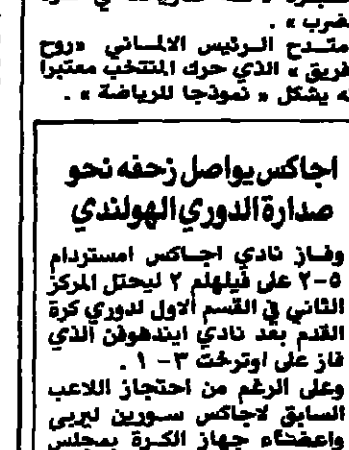 ضرب » .
متدح الرئيس الالماني «روح
فريق » الذي حرك المنتخب معتبرا
ه يشكل « نموذجا للرياضة » .
اجاكس يواصل زحفه نحو
صدارة الدوري الهولندي
وفاز نادي اجاكس امستردام
٥-٢ على فيلهلم ٢ ليحتل المركز
الثاني في القسم الاول لدوري كرة
القدم بعد نادي ايندهوفن الذي
فاز على اوترخت ٣- ١ .
وعلى الرغم من احتجاز اللاعب
السابق لاجاكس سورين ليربي
واعضاء جهاز الكرة بمجلس